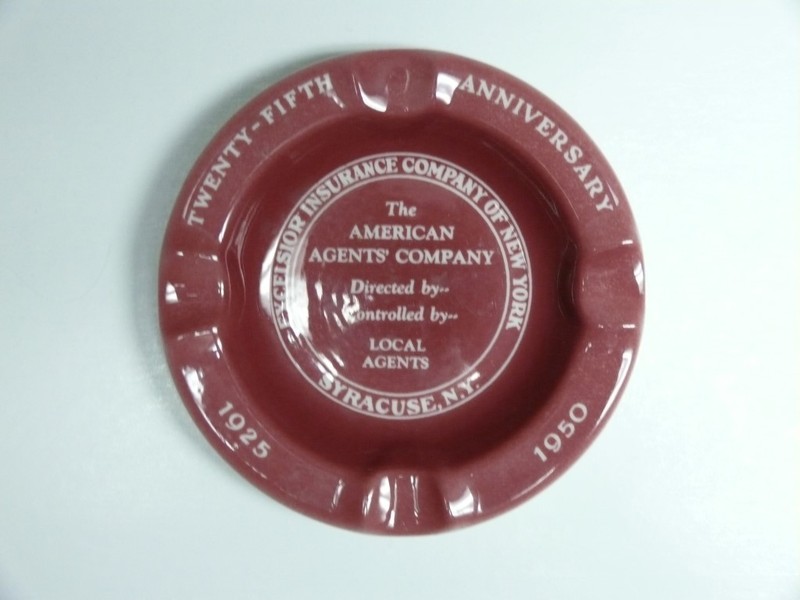 TWENTY-FIFTH ANNIVERSARY
EXCELSIOR INSURANCE COMPANY OF NEW YORK
The
AMERICAN
AGENTS' COMPANY
Directed by--
Controlled by--
LOCAL
AGENTS
SYRACUSE, N.Y.
1925
1950